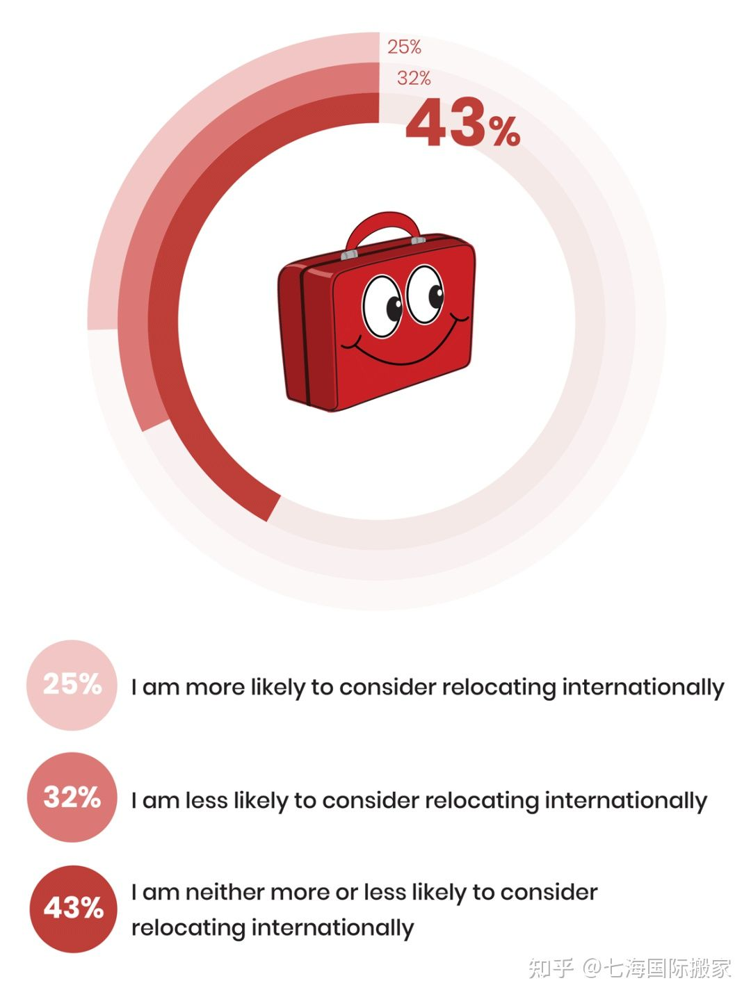 25%
32%
43%
25%
I am more likely to consider relocating internationally
32%
I am less likely to consider relocating internationally
43%
I am neither more or less likely to consider
relocating internationally
知乎 @七海国际搬家